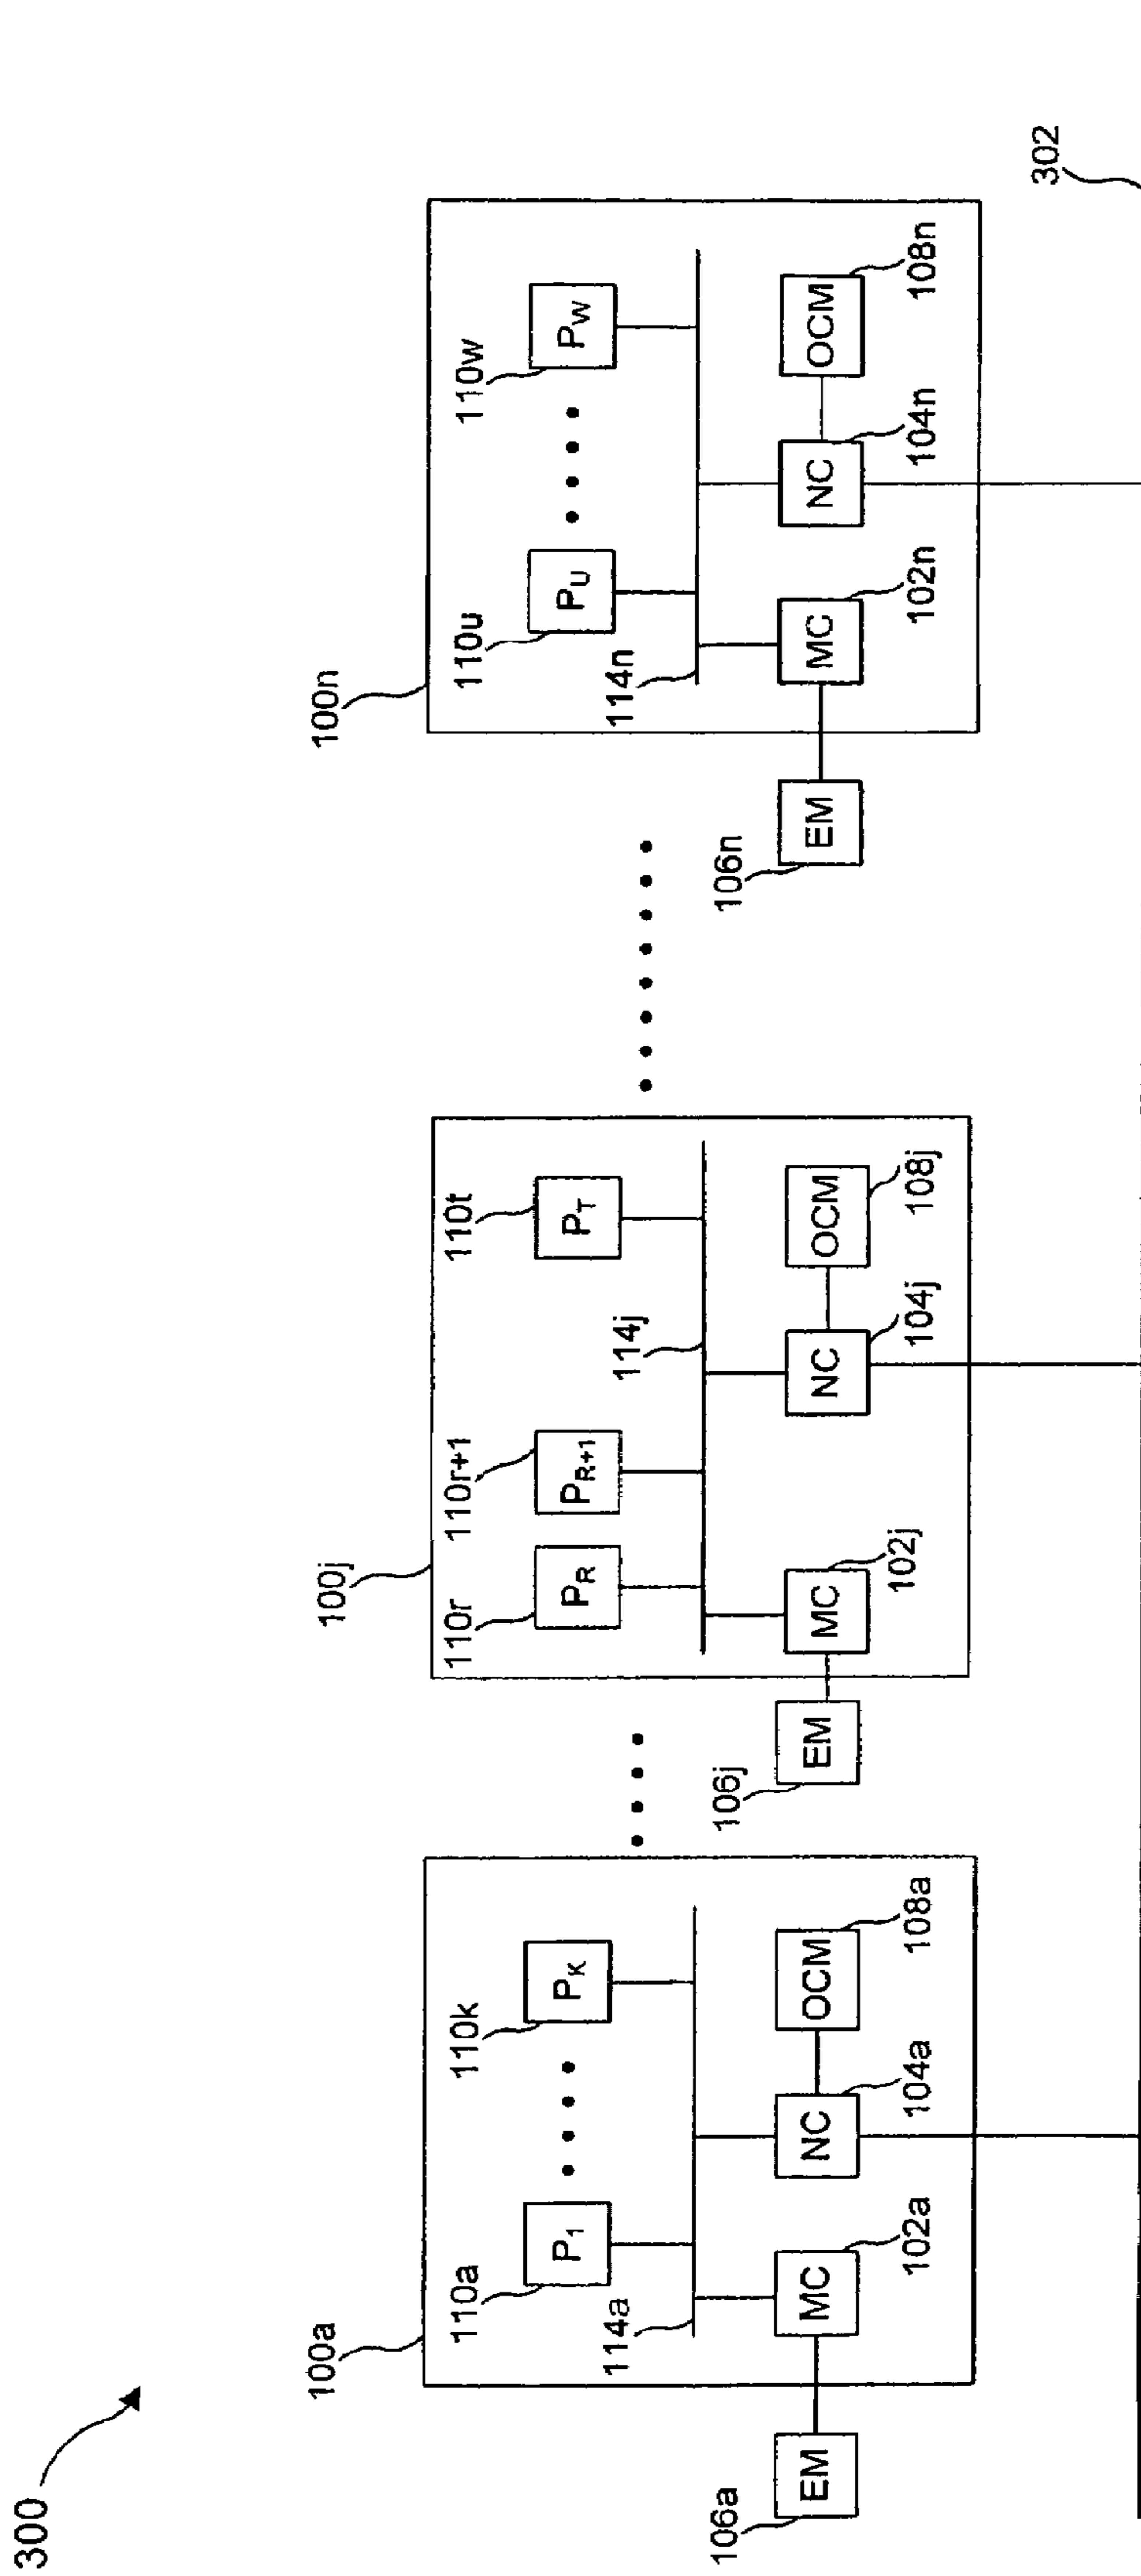 300
100a
110a
P1
110k
PK
114a
106a
EM
MC
102a
NC
104a
OCM
108a
100j
110r
PR
110r+1
PR+1
110t
PT
114j
106j
EM
MC
102j
NC
104j
OCM
108j
100n
110u
PU
110w
PW
114n
106n
EM
MC
102n
NC
104n
OCM
108n
302